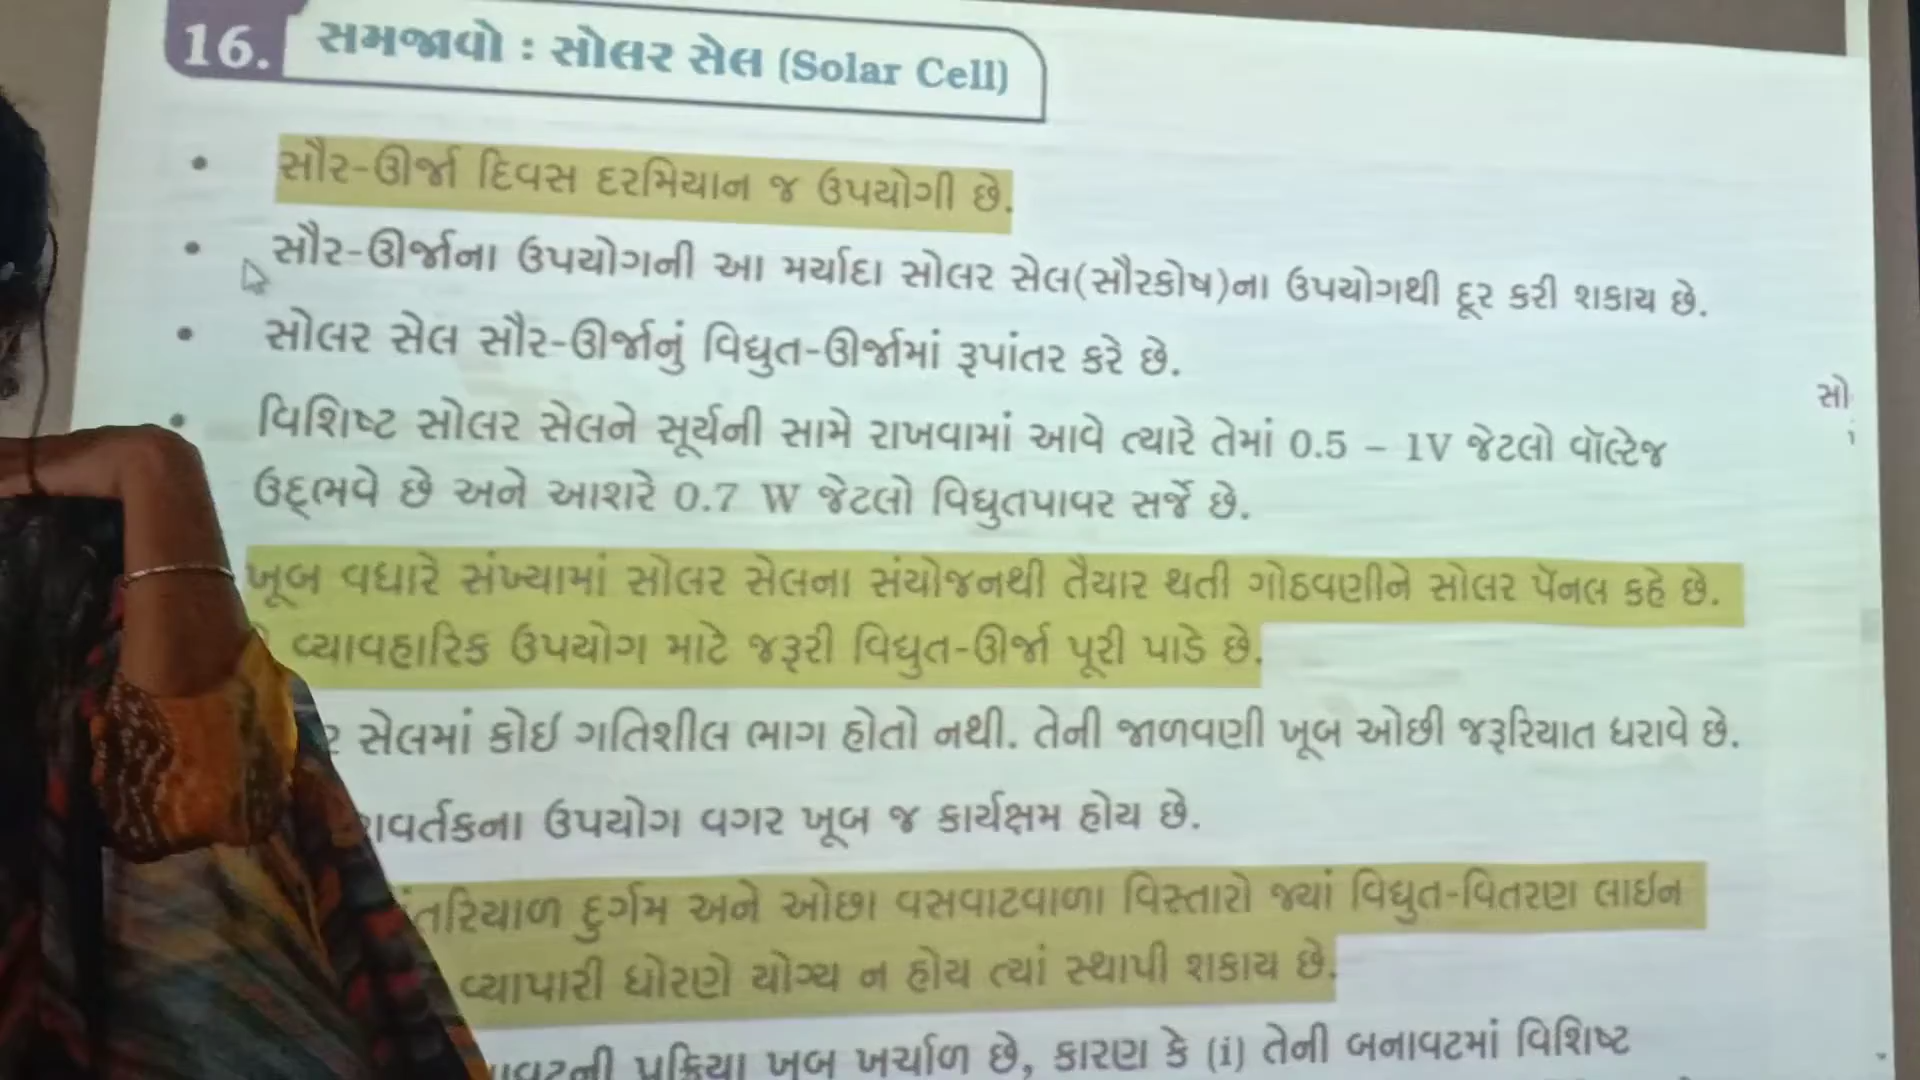 16. સમજાવો : સોલર સેલ (Solar Cell)
• સૌર-ઊર્જા દિવસ દરમિયાન જ ઉપયોગી છે.
• સૌર-ઊર્જાના ઉપયોગની આ મર્યાદા સોલર સેલ(સૌરકોષ)ના ઉપયોગથી દૂર કરી શકાય છે.
• સોલર સેલ સૌર-ઊર્જાનું વિદ્યુત-ઊર્જામાં રૂપાંતર કરે છે.
• વિશિષ્ટ સોલર સેલને સૂર્યની સામે રાખવામાં આવે ત્યારે તેમાં 0.5 – 1V જેટલો વૉલ્ટેજ
ઉદ્ભવે છે અને આશરે 0.7 W જેટલો વિદ્યુતપાવર સર્જે છે.
ખૂબ વધારે સંખ્યામાં સોલર સેલના સંયોજનથી તૈયાર થતી ગોઠવણીને સોલર પૅનલ કહે છે.
વ્યાવહારિક ઉપયોગ માટે જરૂરી વિદ્યુત-ઊર્જા પૂરી પાડે છે.
સેલમાં કોઈ ગતિશીલ ભાગ હોતો નથી. તેની જાળવણી ખૂબ ઓછી જરૂરિયાત ધરાવે છે.
ઉપયોગ વગર ખૂબ જ કાર્યક્ષમ હોય છે.
દુર્ગમ અને ઓછા વસવાટવાળા વિસ્તારો જ્યાં વિદ્યુત-વિતરણ લાઇન
વ્યાપારી ધોરણે યોગ્ય ન હોય ત્યાં સ્થાપી શકાય છે.
પ્રક્રિયા ખૂબ ખર્ચાળ છે, કારણ કે (i) તેની બનાવટમાં વિશિષ્ટ
સો